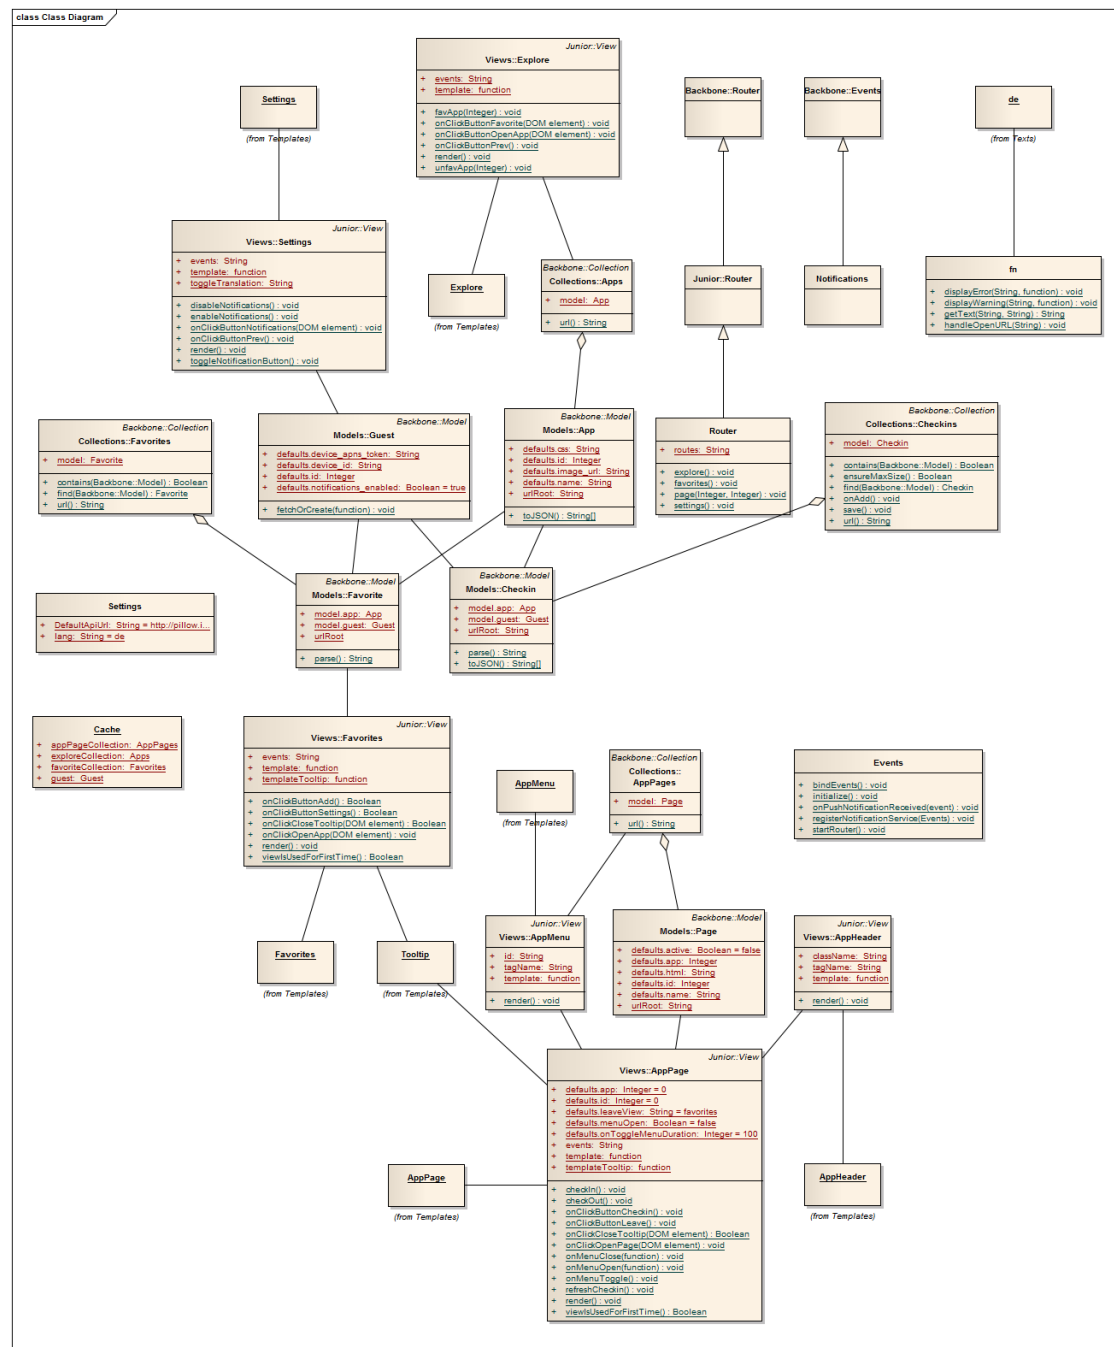 class Class Diagram
Junior::View
Views::Explore
+ events: String
+ template: function
+ favApp(Integer) : void
+ onClickButtonFavorite(DOM element) : void
+ onClickButtonOpenApp(DOM element) : void
+ onClickButtonPrev() : void
+ render() : void
+ unfavApp(Integer) : void
Settings
(from Templates)
Backbone::Router
Backbone::Events
de
(from Texts)
Junior::View
Views::Settings
+ events: String
+ template: function
+ toggleTranslation: String
+ disableNotifications() : void
+ enableNotifications() : void
+ onClickButtonNotifications(DOM element) : void
+ onClickButtonPrev() : void
+ render() : void
+ toggleNotificationButton() : void
Explore
(from Templates)
Backbone::Collection
Collections::Apps
+ model: App
+ url() : String
Junior::Router
Notifications
fn
+ displayError(String, function) : void
+ displayWarning(String, function) : void
+ getText(String, String) : String
+ handleOpenURL(String) : void
Backbone::Collection
Collections::Favorites
+ model: Favorite
+ contains(Backbone::Model) : Boolean
+ find(Backbone::Model) : Favorite
+ url() : String
Backbone::Model
Models::Guest
+ defaults.device_apns_token: String
+ defaults.device_id: String
+ defaults.id: Integer
+ defaults.notifications_enabled: Boolean = true
+ fetchOrCreate(function) : void
Backbone::Model
Models::App
+ defaults.css: String
+ defaults.id: Integer
+ defaults.image_url: String
+ defaults.name: String
+ urlRoot: String
+ toJSON() : String[]
Router
+ routes: String
+ explore() : void
+ favorites() : void
+ page(Integer, Integer) : void
+ settings() : void
Backbone::Collection
Collections::Checkins
+ model: Checkin
+ contains(Backbone::Model) : Boolean
+ ensureMaxSize() : Boolean
+ find(Backbone::Model) : Checkin
+ onAdd() : void
+ save() : void
+ url() : String
Settings
+ DefaultApiUrl: String = http://pillow.i...
+ lang: String = de
Backbone::Model
Models::Favorite
+ model.app: App
+ model.guest: Guest
+ urlRoot
+ parse() : String
Backbone::Model
Models::Checkin
+ model.app: App
+ model.guest: Guest
+ urlRoot: String
+ parse() : String
+ toJSON() : String[]
Cache
+ appPageCollection: AppPages
+ exploreCollection: Apps
+ favoriteCollection: Favorites
+ guest: Guest
Junior::View
Views::Favorites
+ events: String
+ template: function
+ templateTooltip: function
+ onClickButtonAdd() : Boolean
+ onClickButtonSettings() : Boolean
+ onClickCloseTooltip(DOM element) : Boolean
+ onClickOpenApp(DOM element) : void
+ render() : void
+ viewIsUsedForFirstTime() : Boolean
AppMenu
(from Templates)
Backbone::Collection
Collections::
AppPages
+ model: Page
+ url() : String
Events
+ bindEvents() : void
+ initialize() : void
+ onPushNotificationReceived(event) : void
+ registerNotificationService(Events) : void
+ startRouter() : void
Favorites
(from Templates)
Tooltip
(from Templates)
Junior::View
Views::AppMenu
+ id: String
+ tagName: String
+ template: function
+ render() : void
Backbone::Model
Models::Page
+ defaults.active: Boolean = false
+ defaults.app: Integer
+ defaults.html: String
+ defaults.id: Integer
+ defaults.name: String
+ urlRoot: String
Junior::View
Views::AppHeader
+ className: String
+ tagName: String
+ template: function
+ render() : void
Junior::View
Views::AppPage
+ defaults.app: Integer = 0
+ defaults.id: Integer = 0
+ defaults.leaveView: String = favorites
+ defaults.menuOpen: Boolean = false
+ defaults.onToggleMenuDuration: Integer = 100
+ events: String
+ template: function
+ templateTooltip: function
+ checkIn() : void
+ checkOut() : void
+ onClickButtonCheckin() : void
+ onClickButtonLeave() : void
+ onClickCloseTooltip(DOM element) : Boolean
+ onClickOpenPage(DOM element) : void
+ onMenuClose(function) : void
+ onMenuOpen(function) : void
+ onMenuToggle() : void
+ refreshCheckin() : void
+ render() : void
+ viewIsUsedForFirstTime() : Boolean
AppPage
(from Templates)
AppHeader
(from Templates)